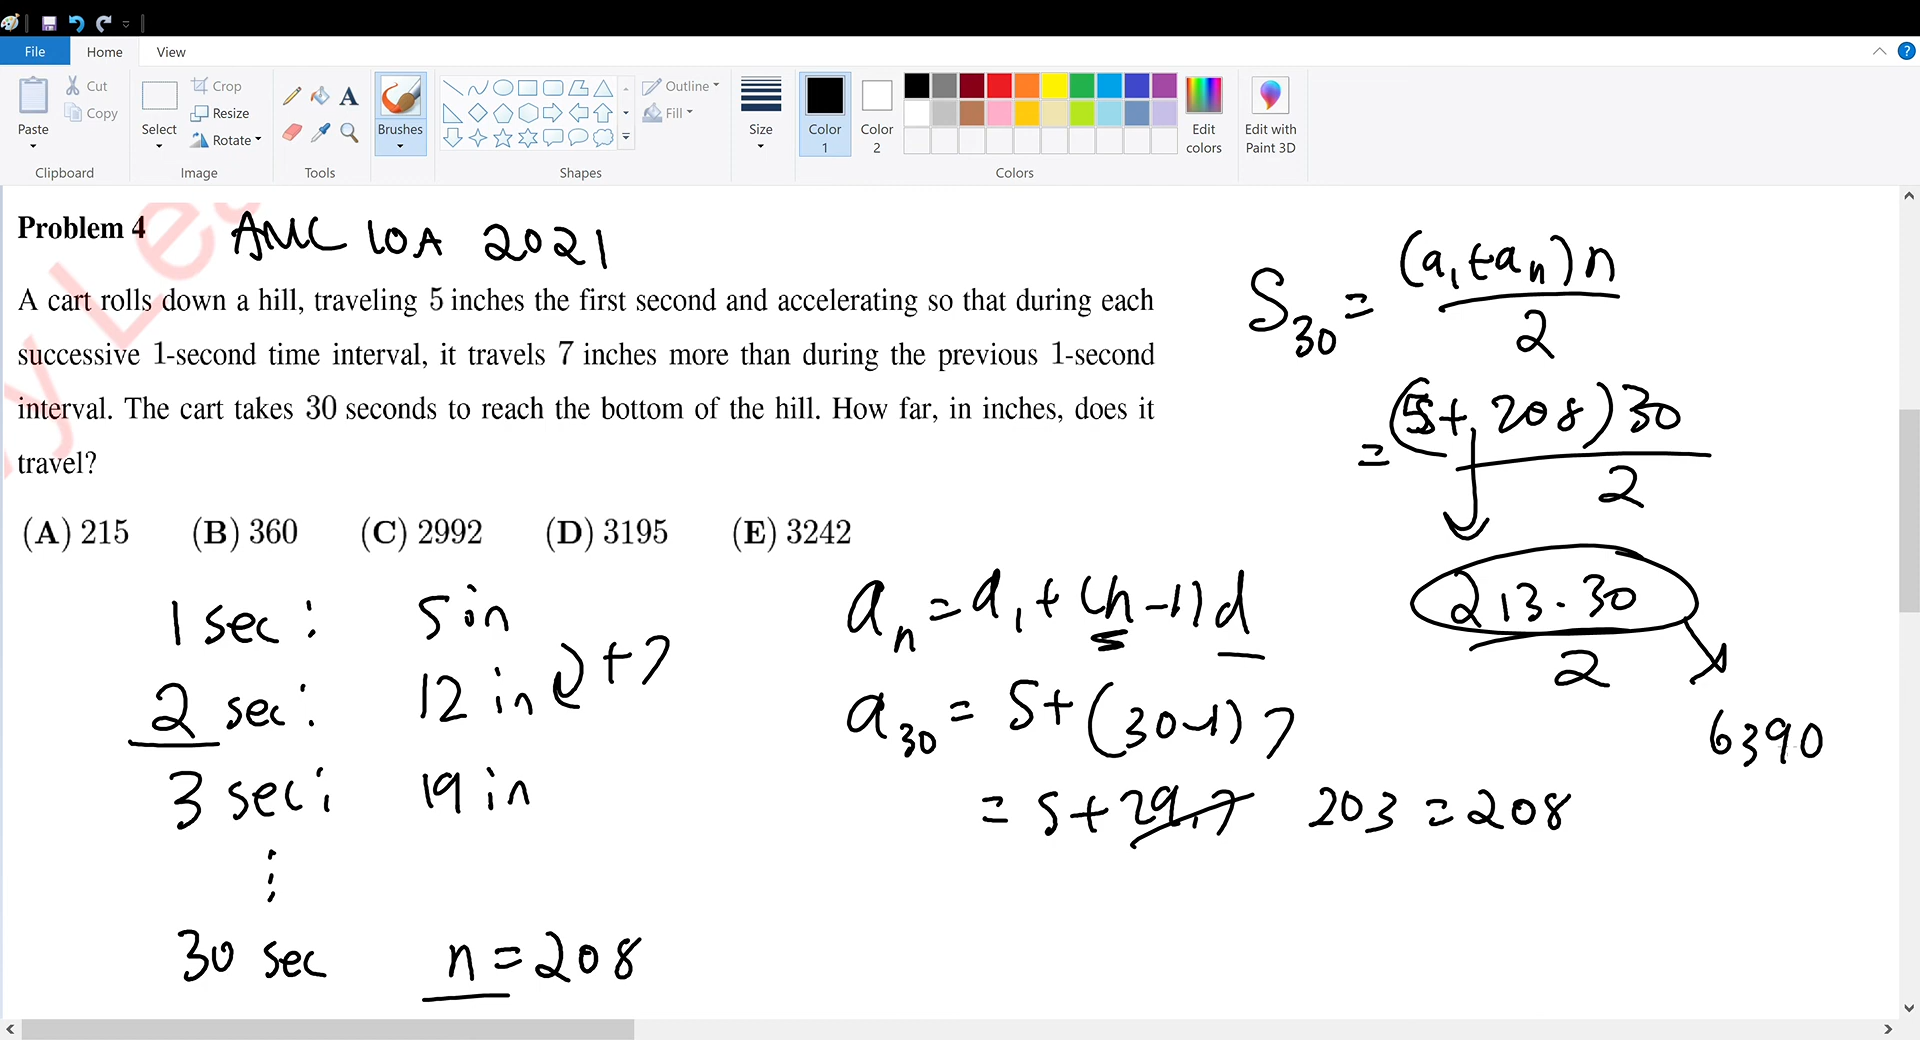 File Home View
Paste Cut Copy Clipboard
Select Crop Resize Rotate Image
A Tools
Brushes
Shapes
Outline Fill
Size
Color 1
Color 2
Edit colors
Edit with Paint 3D
Colors
Problem 4 AMC 10A 2021
A cart rolls down a hill, traveling 5 inches the first second and accelerating so that during each
successive 1-second time interval, it travels 7 inches more than during the previous 1-second
interval. The cart takes 30 seconds to reach the bottom of the hill. How far, in inches, does it
travel?
(A) 215 (B) 360 (C) 2992 (D) 3195 (E) 3242
1 sec: 5 in
2 sec: 12 in +7
3 sec: 19 in
⋮
30 sec n = 208
aₙ = a₁ + (n-1)d
a₃₀ = 5+(30-1)7
= 5+29.7 203 = 208
S₃₀ = (a₁+aₙ)n / 2
= (5+208)30 / 2
213.30 / 2
6390